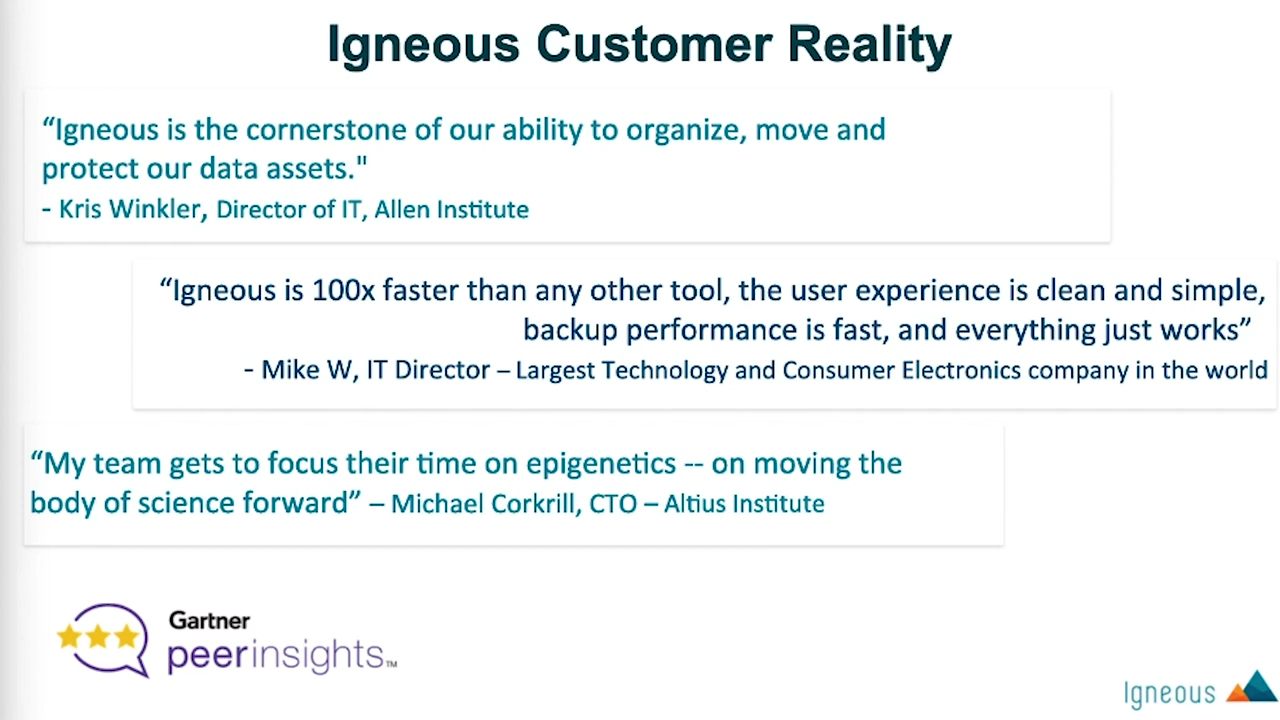 Igneous Customer Reality
“Igneous is the cornerstone of our ability to organize, move and
protect our data assets."
- Kris Winkler, Director of IT, Allen Institute
“Igneous is 100x faster than any other tool, the user experience is clean and simple,
backup performance is fast, and everything just works”
- Mike W, IT Director – Largest Technology and Consumer Electronics company in the world
“My team gets to focus their time on epigenetics -- on moving the
body of science forward” – Michael Corkrill, CTO – Altius Institute
Gartner
peerinsights™
Igneous